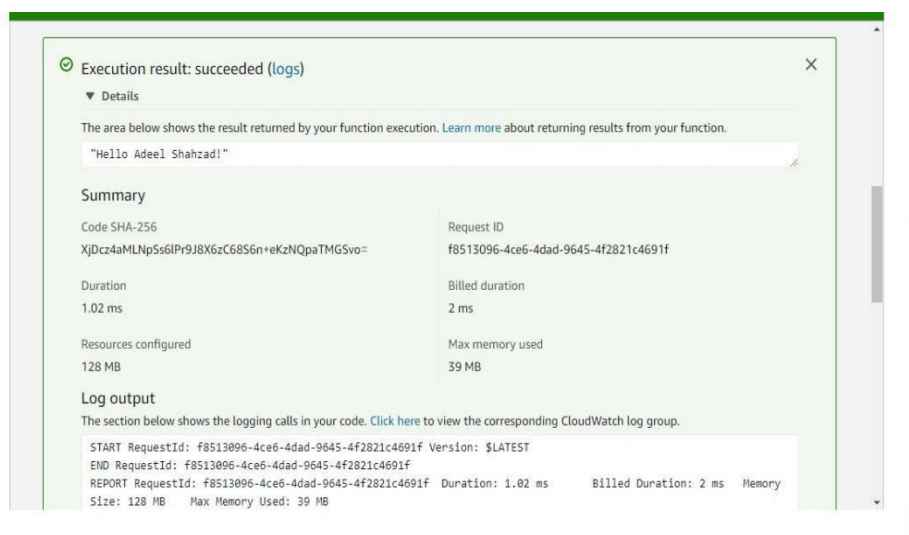 Execution result: succeeded (logs)
Details
The area below shows the result returned by your function execution. Learn more about returning results from your function.
"Hello Adeel Shahzad!"
Summary
Code SHA-256
Request ID
XjDcz4aMLNpSs6lPr9J8X6zC68S6n+eKzNQpaTMGSvo=
f8513096-4ce6-4dad-9645-4f2821c4691f
Duration
Billed duration
1.02 ms
2 ms
Resources configured
Max memory used
128 MB
39 MB
Log output
The section below shows the logging calls in your code. Click here to view the corresponding CloudWatch log group.
START RequestId: f8513096-4ce6-4dad-9645-4f2821c4691f Version: $LATEST
END RequestId: f8513096-4ce6-4dad-9645-4f2821c4691f
REPORT RequestId: f8513096-4ce6-4dad-9645-4f2821c4691f Duration: 1.02 ms Billed Duration: 2 ms Memory
Size: 128 MB Max Memory Used: 39 MB